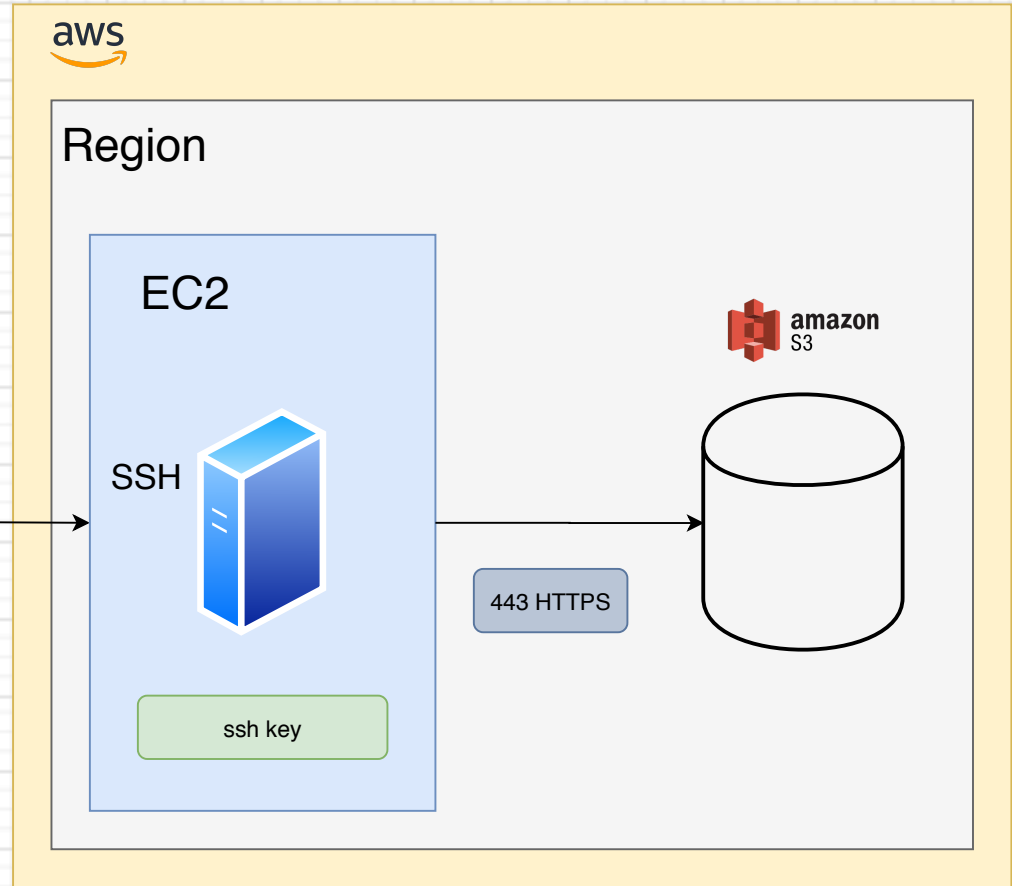 aws
Region
EC2
amazon
S3
SSH
443 HTTPS
ssh key